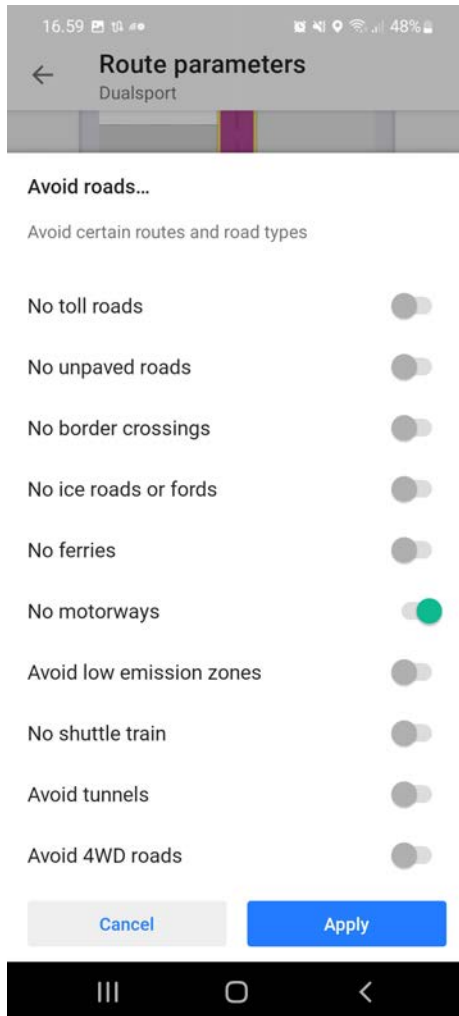 16.59
48%
Route parameters
Dualsport
Avoid roads...
Avoid certain routes and road types
No toll roads
No unpaved roads
No border crossings
No ice roads or fords
No ferries
No motorways
Avoid low emission zones
No shuttle train
Avoid tunnels
Avoid 4WD roads
Cancel
Apply